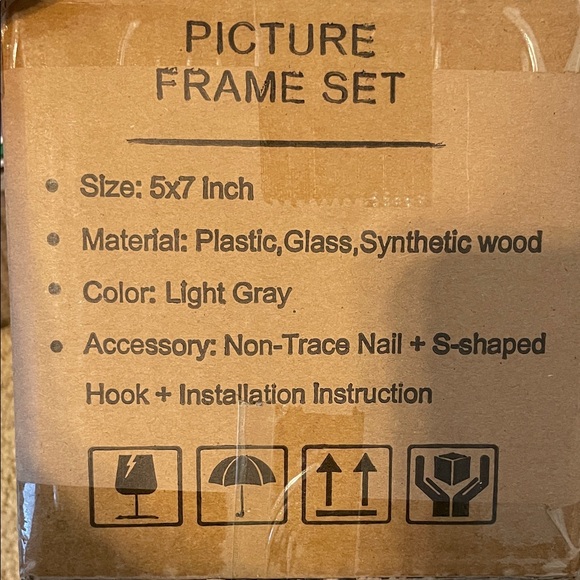 PICTURE
FRAME SET
• Size: 5x7 Inch
• Material: Plastic,Glass,Synthetic wood
• Color: Light Gray
• Accessory: Non-Trace Nail + S-shaped
Hook + Installation Instruction